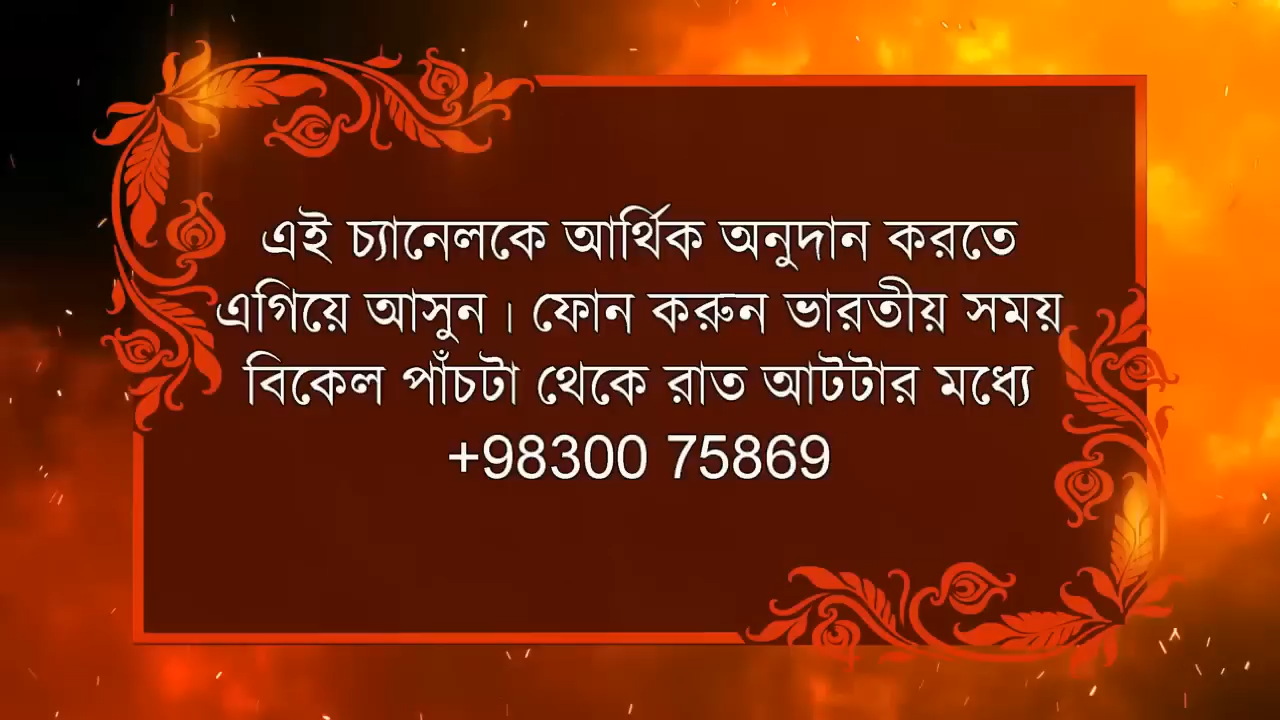 এই চ্যানেলকে আর্থিক অনুদান করতে
এগিয়ে আসুন । ফোন করুন ভারতীয় সময়
বিকেল পাঁচটা থেকে রাত আটটার মধ্যে
+98300 75869